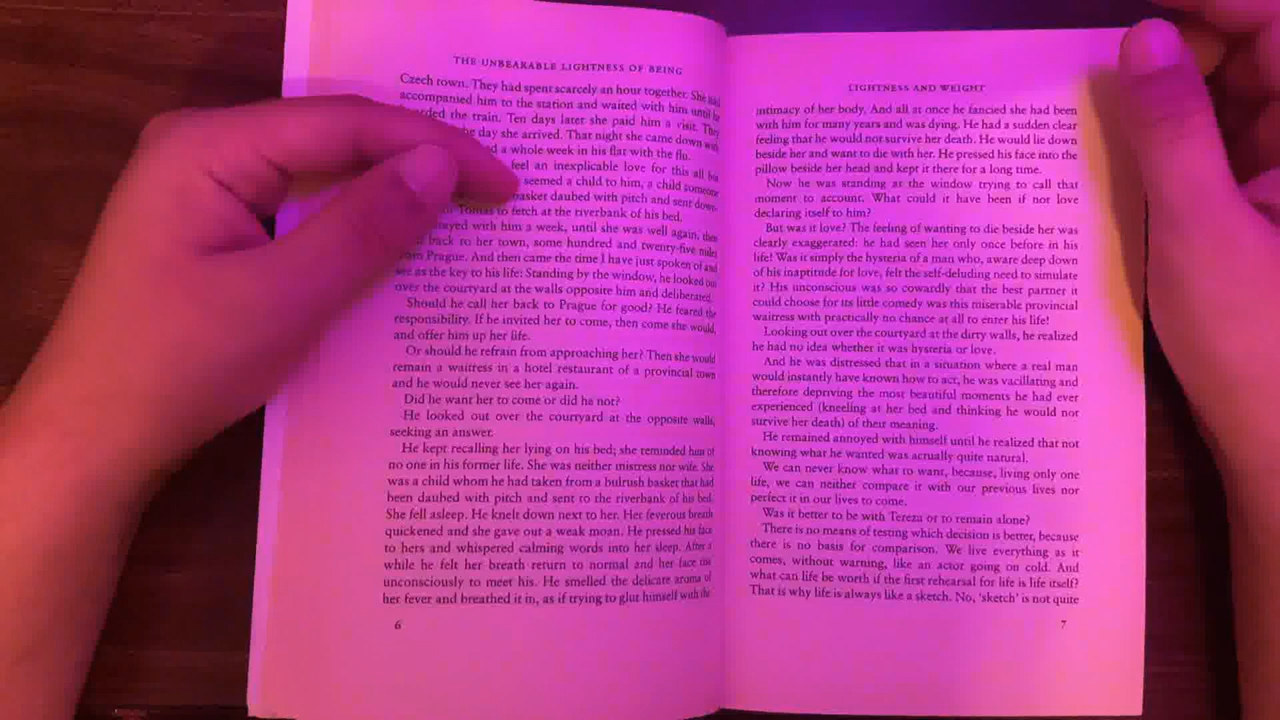 THE UNBEARABLE LIGHTNESS OF BEING
Czech town. They had spent scarcely an hour together. She had
accompanied him to the station and waited with him until he
the train. Ten days later she paid him a visit. They
day she arrived. That night she came down with
a whole week in his flat with the flu.
feel an inexplicable love for this all but
seemed a child to him, a child someone
basket daubed with pitch and sent down-
Tomas to fetch at the riverbank of his bed.
with him a week, until she was well again, then
back to her town, some hundred and twenty-five miles
from Prague. And then came the time I have just spoken of and
see as the key to his life: Standing by the window, he looked out
over the courtyard at the walls opposite him and deliberated.
Should he call her back to Prague for good? He feared the
responsibility. If he invited her to come, then come she would,
and offer him up her life.
Or should he refrain from approaching her? Then she would
remain a waitress in a hotel restaurant of a provincial town
and he would never see her again.
Did he want her to come or did he not?
He looked out over the courtyard at the opposite walls,
seeking an answer.
He kept recalling her lying on his bed; she reminded him of
no one in his former life. She was neither mistress nor wife. She
was a child whom he had taken from a bulrush basket that had
been daubed with pitch and sent to the riverbank of his bed.
She fell asleep. He knelt down next to her. Her feverous breath
quickened and she gave out a weak moan. He pressed his face
to hers and whispered calming words into her sleep. After a
while he felt her breath return to normal and her face rise
unconsciously to meet his. He smelled the delicate aroma of
her fever and breathed it in, as if trying to glut himself with the
6
LIGHTNESS AND WEIGHT
intimacy of her body. And all at once he fancied she had been
with him for many years and was dying. He had a sudden clear
feeling that he would not survive her death. He would lie down
beside her and want to die with her. He pressed his face into the
pillow beside her head and kept it there for a long time.
Now he was standing at the window trying to call that
moment to account. What could it have been if not love
declaring itself to him?
But was it love? The feeling of wanting to die beside her was
clearly exaggerated: he had seen her only once before in his
life! Was it simply the hysteria of a man who, aware deep down
of his inaptitude for love, felt the self-deluding need to simulate
it? His unconscious was so cowardly that the best partner it
could choose for its little comedy was this miserable provincial
waitress with practically no chance at all to enter his life!
Looking out over the courtyard at the dirty walls, he realized
he had no idea whether it was hysteria or love.
And he was distressed that in a situation where a real man
would instantly have known how to act, he was vacillating and
therefore depriving the most beautiful moments he had ever
experienced (kneeling at her bed and thinking he would not
survive her death) of their meaning.
He remained annoyed with himself until he realized that not
knowing what he wanted was actually quite natural.
We can never know what to want, because, living only one
life, we can neither compare it with our previous lives nor
perfect it in our lives to come.
Was it better to be with Tereza or to remain alone?
There is no means of testing which decision is better, because
there is no basis for comparison. We live everything as it
comes, without warning, like an actor going on cold. And
what can life be worth if the first rehearsal for life is life itself?
That is why life is always like a sketch. No, 'sketch' is not quite
7